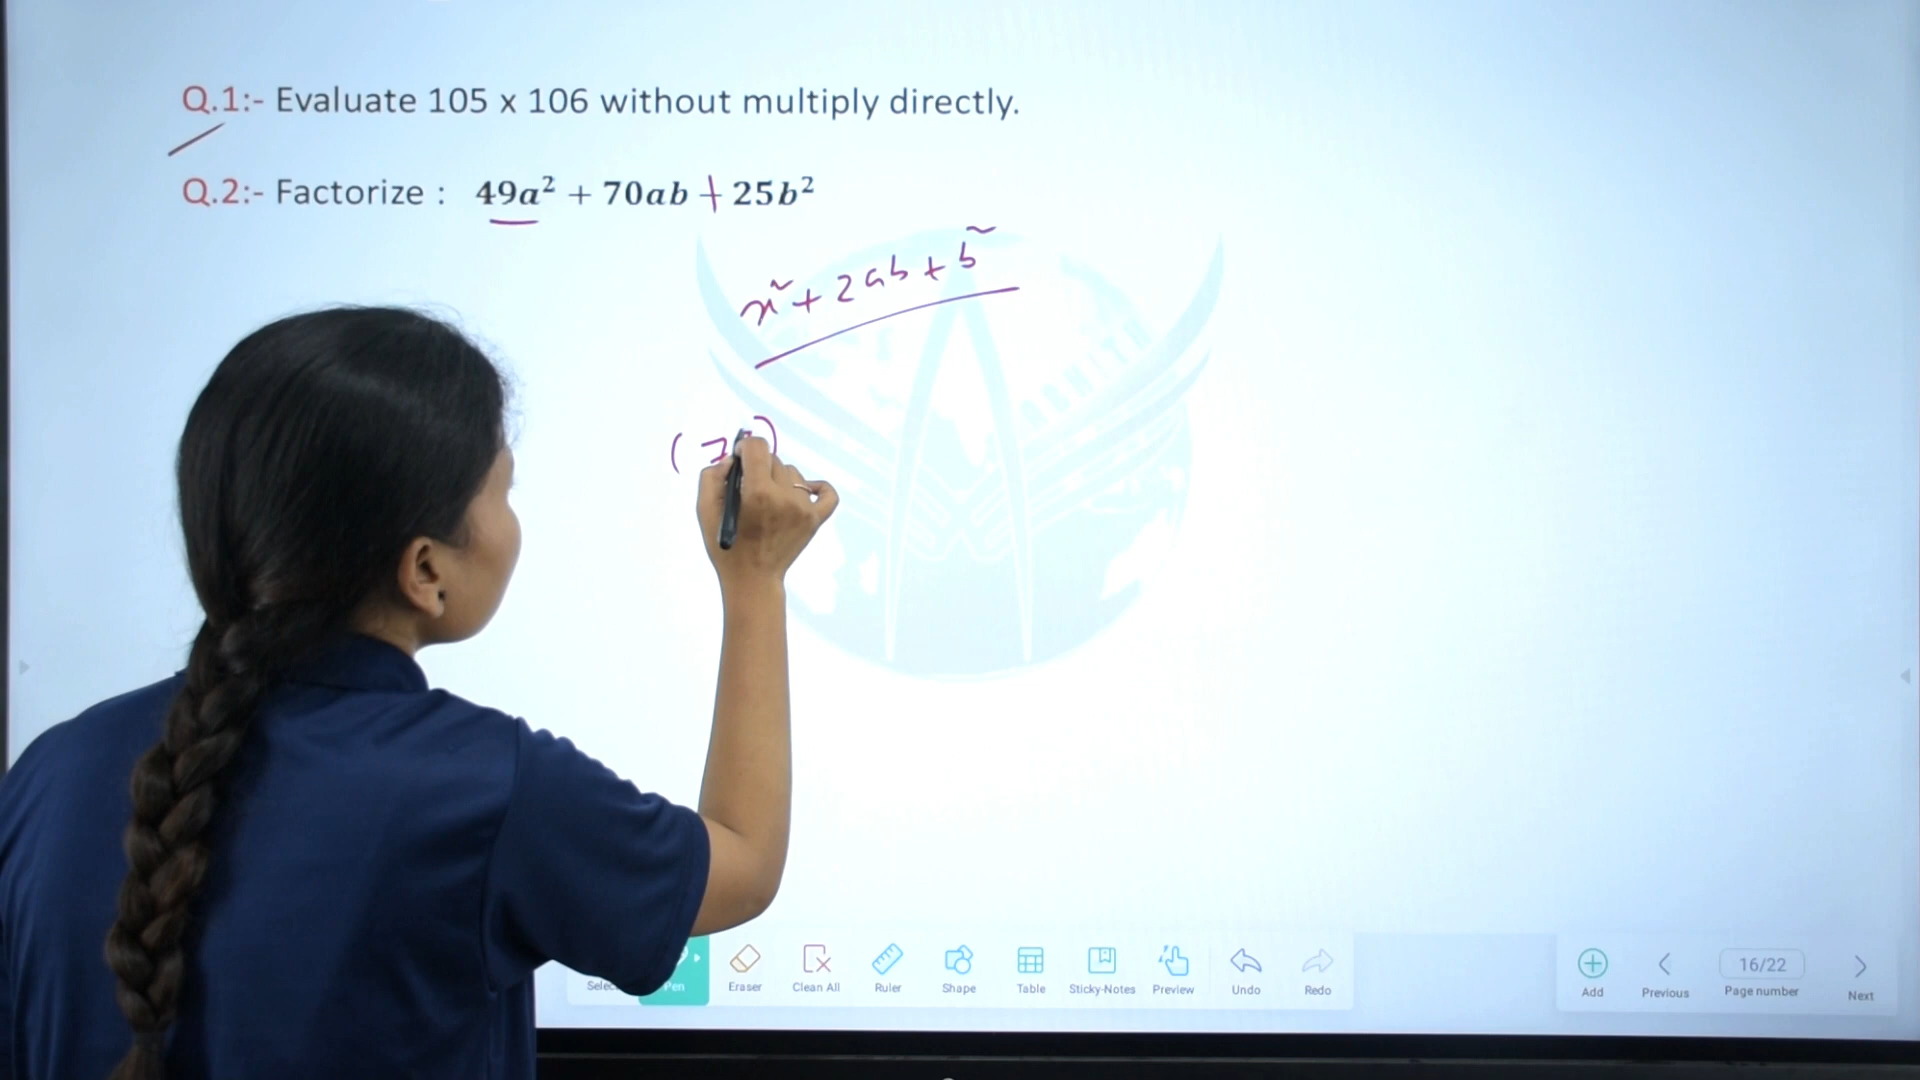 Q.1:- Evaluate 105 x 106 without multiply directly.
Q.2:- Factorize : 49a² + 70ab + 25b²
x² + 2ab + b²
(7
)
Eraser
Clean All
Ruler
Shape
Table
Sticky-Notes
Preview
Undo
Redo
Add
Previous
16/22
Page number
Next
Pen